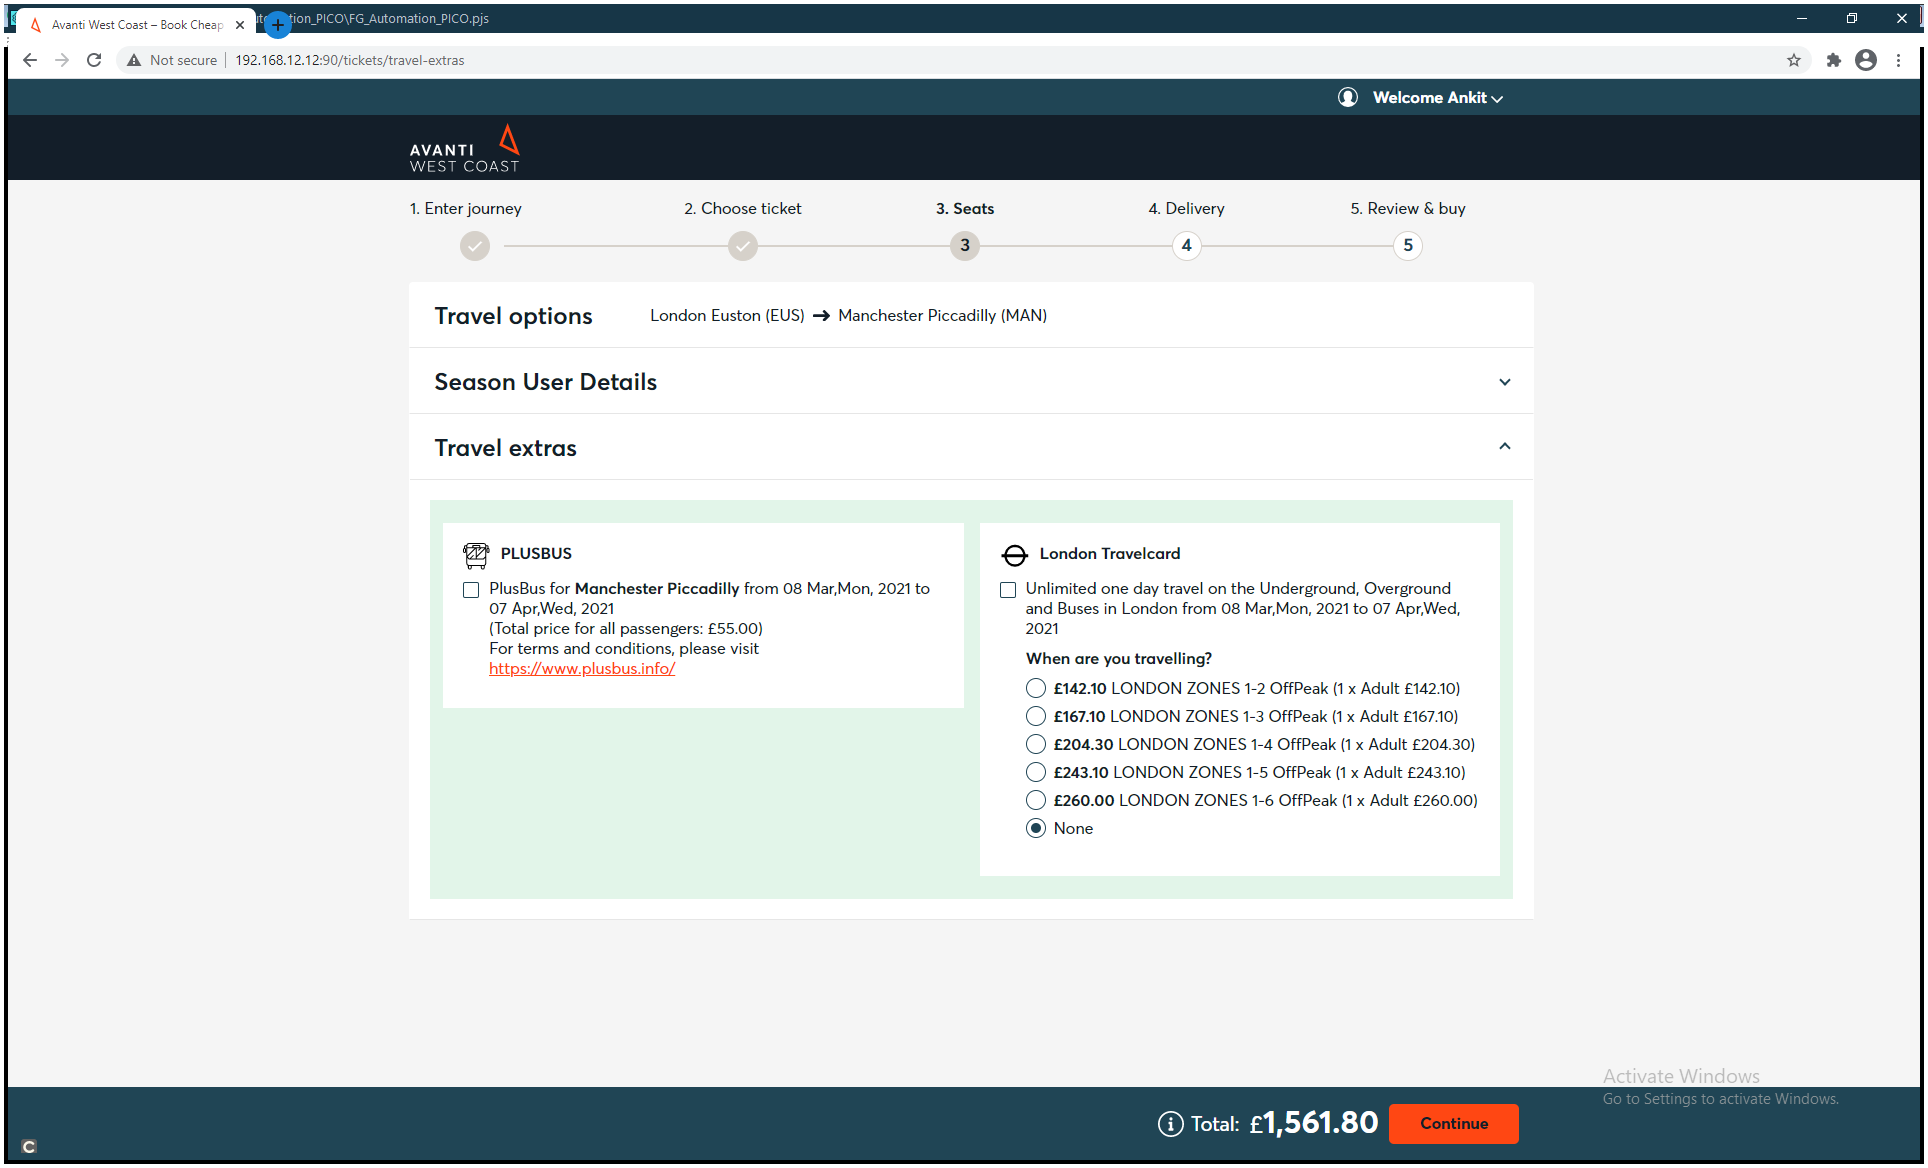 Avanti West Coast – Book Cheap
ion_PICO\FG_Automation_PICO.pjs
Not secure
192.168.12.12:90/tickets/travel-extras
Welcome Ankit
AVANTI
WEST COAST
1. Enter journey
2. Choose ticket
3. Seats
4. Delivery
5. Review & buy
3
4
5
Travel options
London Euston (EUS) → Manchester Piccadilly (MAN)
Season User Details
Travel extras
PLUSBUS
PlusBus for Manchester Piccadilly from 08 Mar,Mon, 2021 to
07 Apr,Wed, 2021
(Total price for all passengers: £55.00)
For terms and conditions, please visit
https://www.plusbus.info/
London Travelcard
Unlimited one day travel on the Underground, Overground
and Buses in London from 08 Mar,Mon, 2021 to 07 Apr,Wed,
2021
When are you travelling?
£142.10 LONDON ZONES 1-2 OffPeak (1 x Adult £142.10)
£167.10 LONDON ZONES 1-3 OffPeak (1 x Adult £167.10)
£204.30 LONDON ZONES 1-4 OffPeak (1 x Adult £204.30)
£243.10 LONDON ZONES 1-5 OffPeak (1 x Adult £243.10)
£260.00 LONDON ZONES 1-6 OffPeak (1 x Adult £260.00)
None
Activate Windows
Go to Settings to activate Windows.
Total: £1,561.80
Continue
C